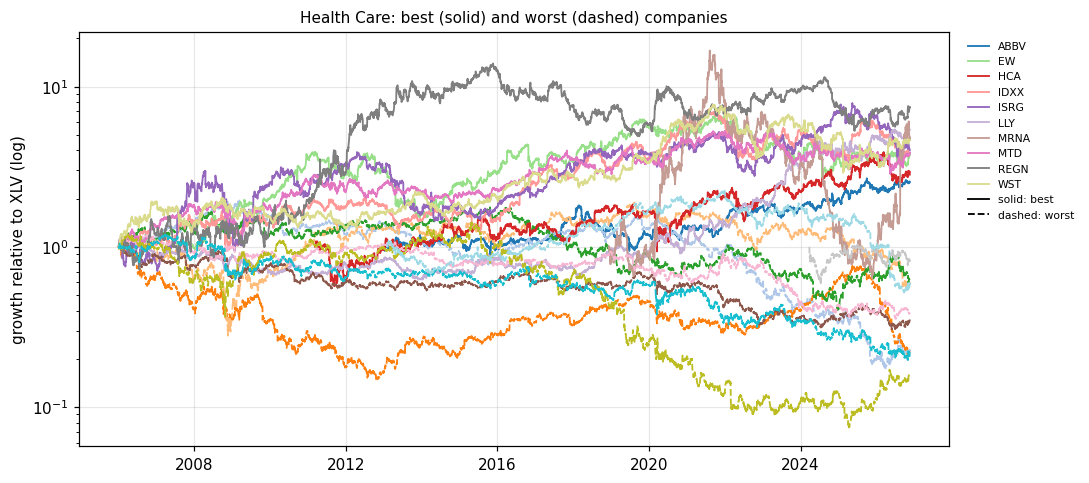 Health Care: best (solid) and worst (dashed) companies
growth relative to XLV (log)
10¹
10⁰
10⁻¹
2008 2012 2016 2020 2024
ABBV
EW
HCA
IDXX
ISRG
LLY
MRNA
MTD
REGN
WST
solid: best
dashed: worst